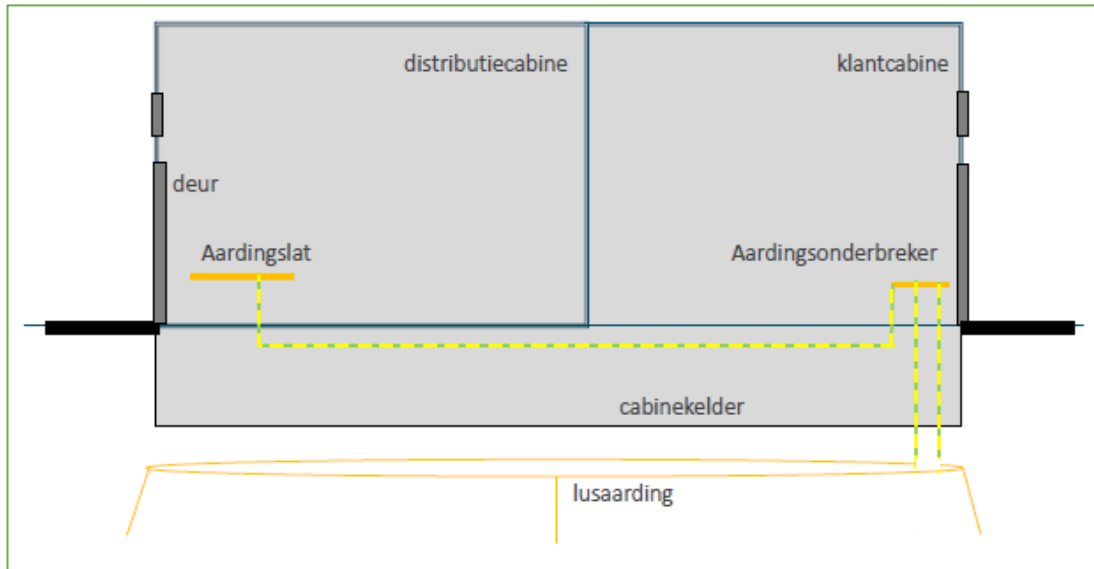 distributiecabine
klantcabine
deur
Aardingslat
Aardingsonderbreker
cabinekelder
lusaarding